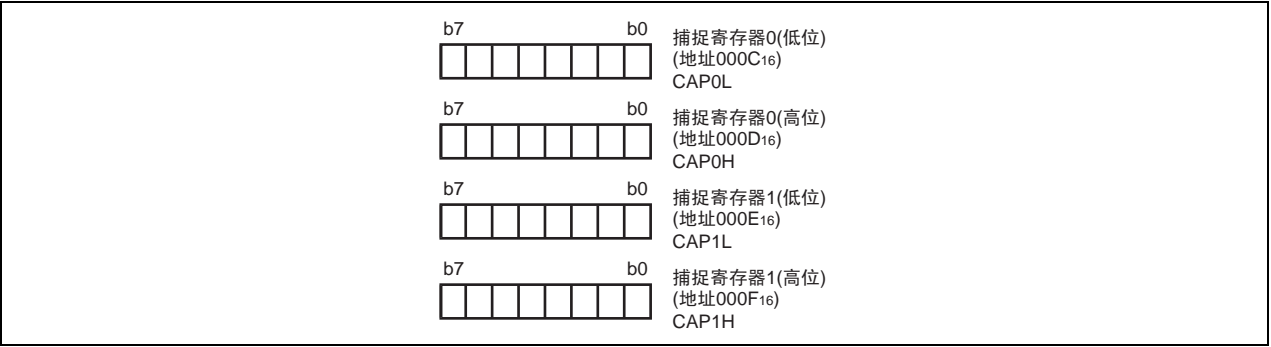 b7 b0
捕捉寄存器0(低位)
(地址000C16)
CAP0L
b7 b0
捕捉寄存器0(高位)
(地址000D16)
CAP0H
b7 b0
捕捉寄存器1(低位)
(地址000E16)
CAP1L
b7 b0
捕捉寄存器1(高位)
(地址000F16)
CAP1H